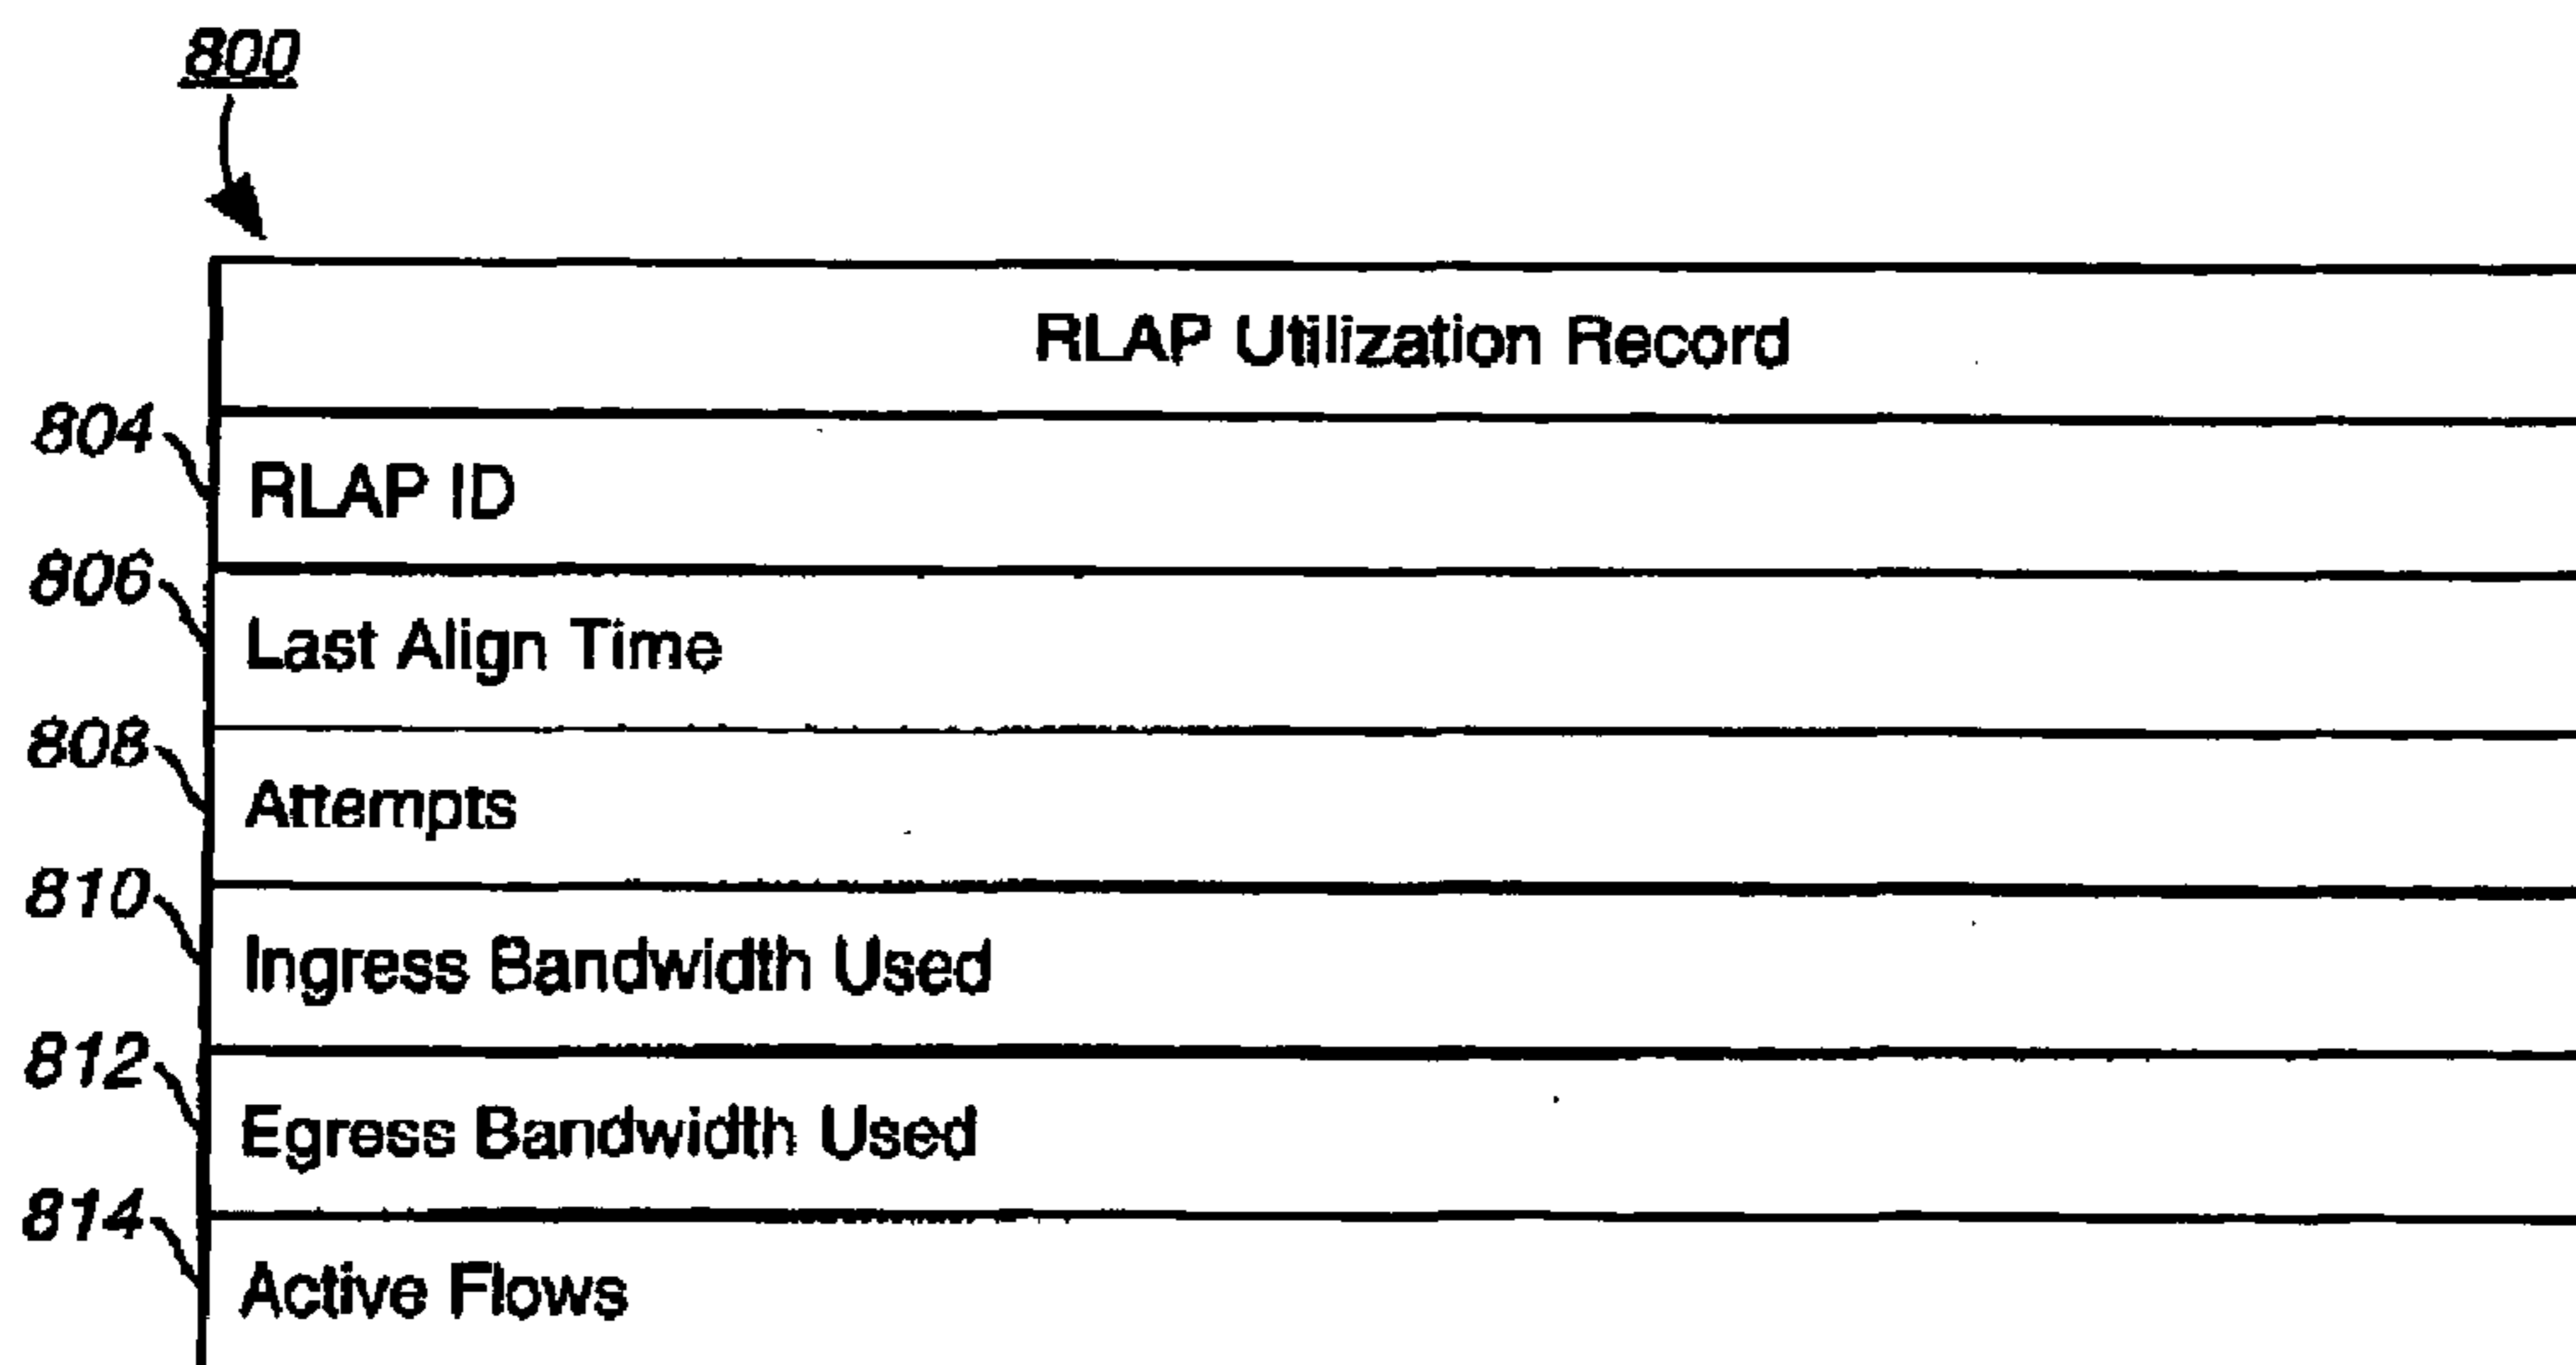 800
RLAP Utilization Record
804 RLAP ID
806 Last Align Time
808 Attempts
810 Ingress Bandwidth Used
812 Egress Bandwidth Used
814 Active Flows